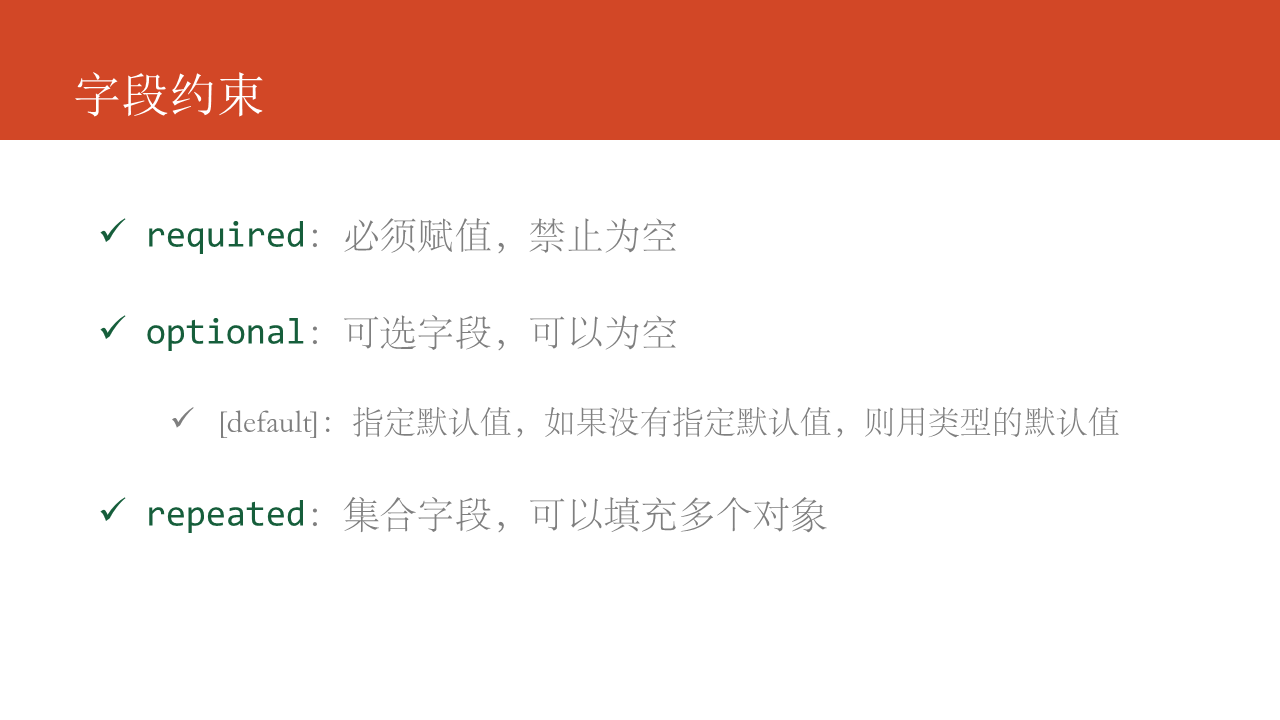 字段约束
✓ required：必须赋值，禁止为空
✓ optional：可选字段，可以为空
✓ [default]：指定默认值，如果没有指定默认值，则用类型的默认值
✓ repeated：集合字段，可以填充多个对象